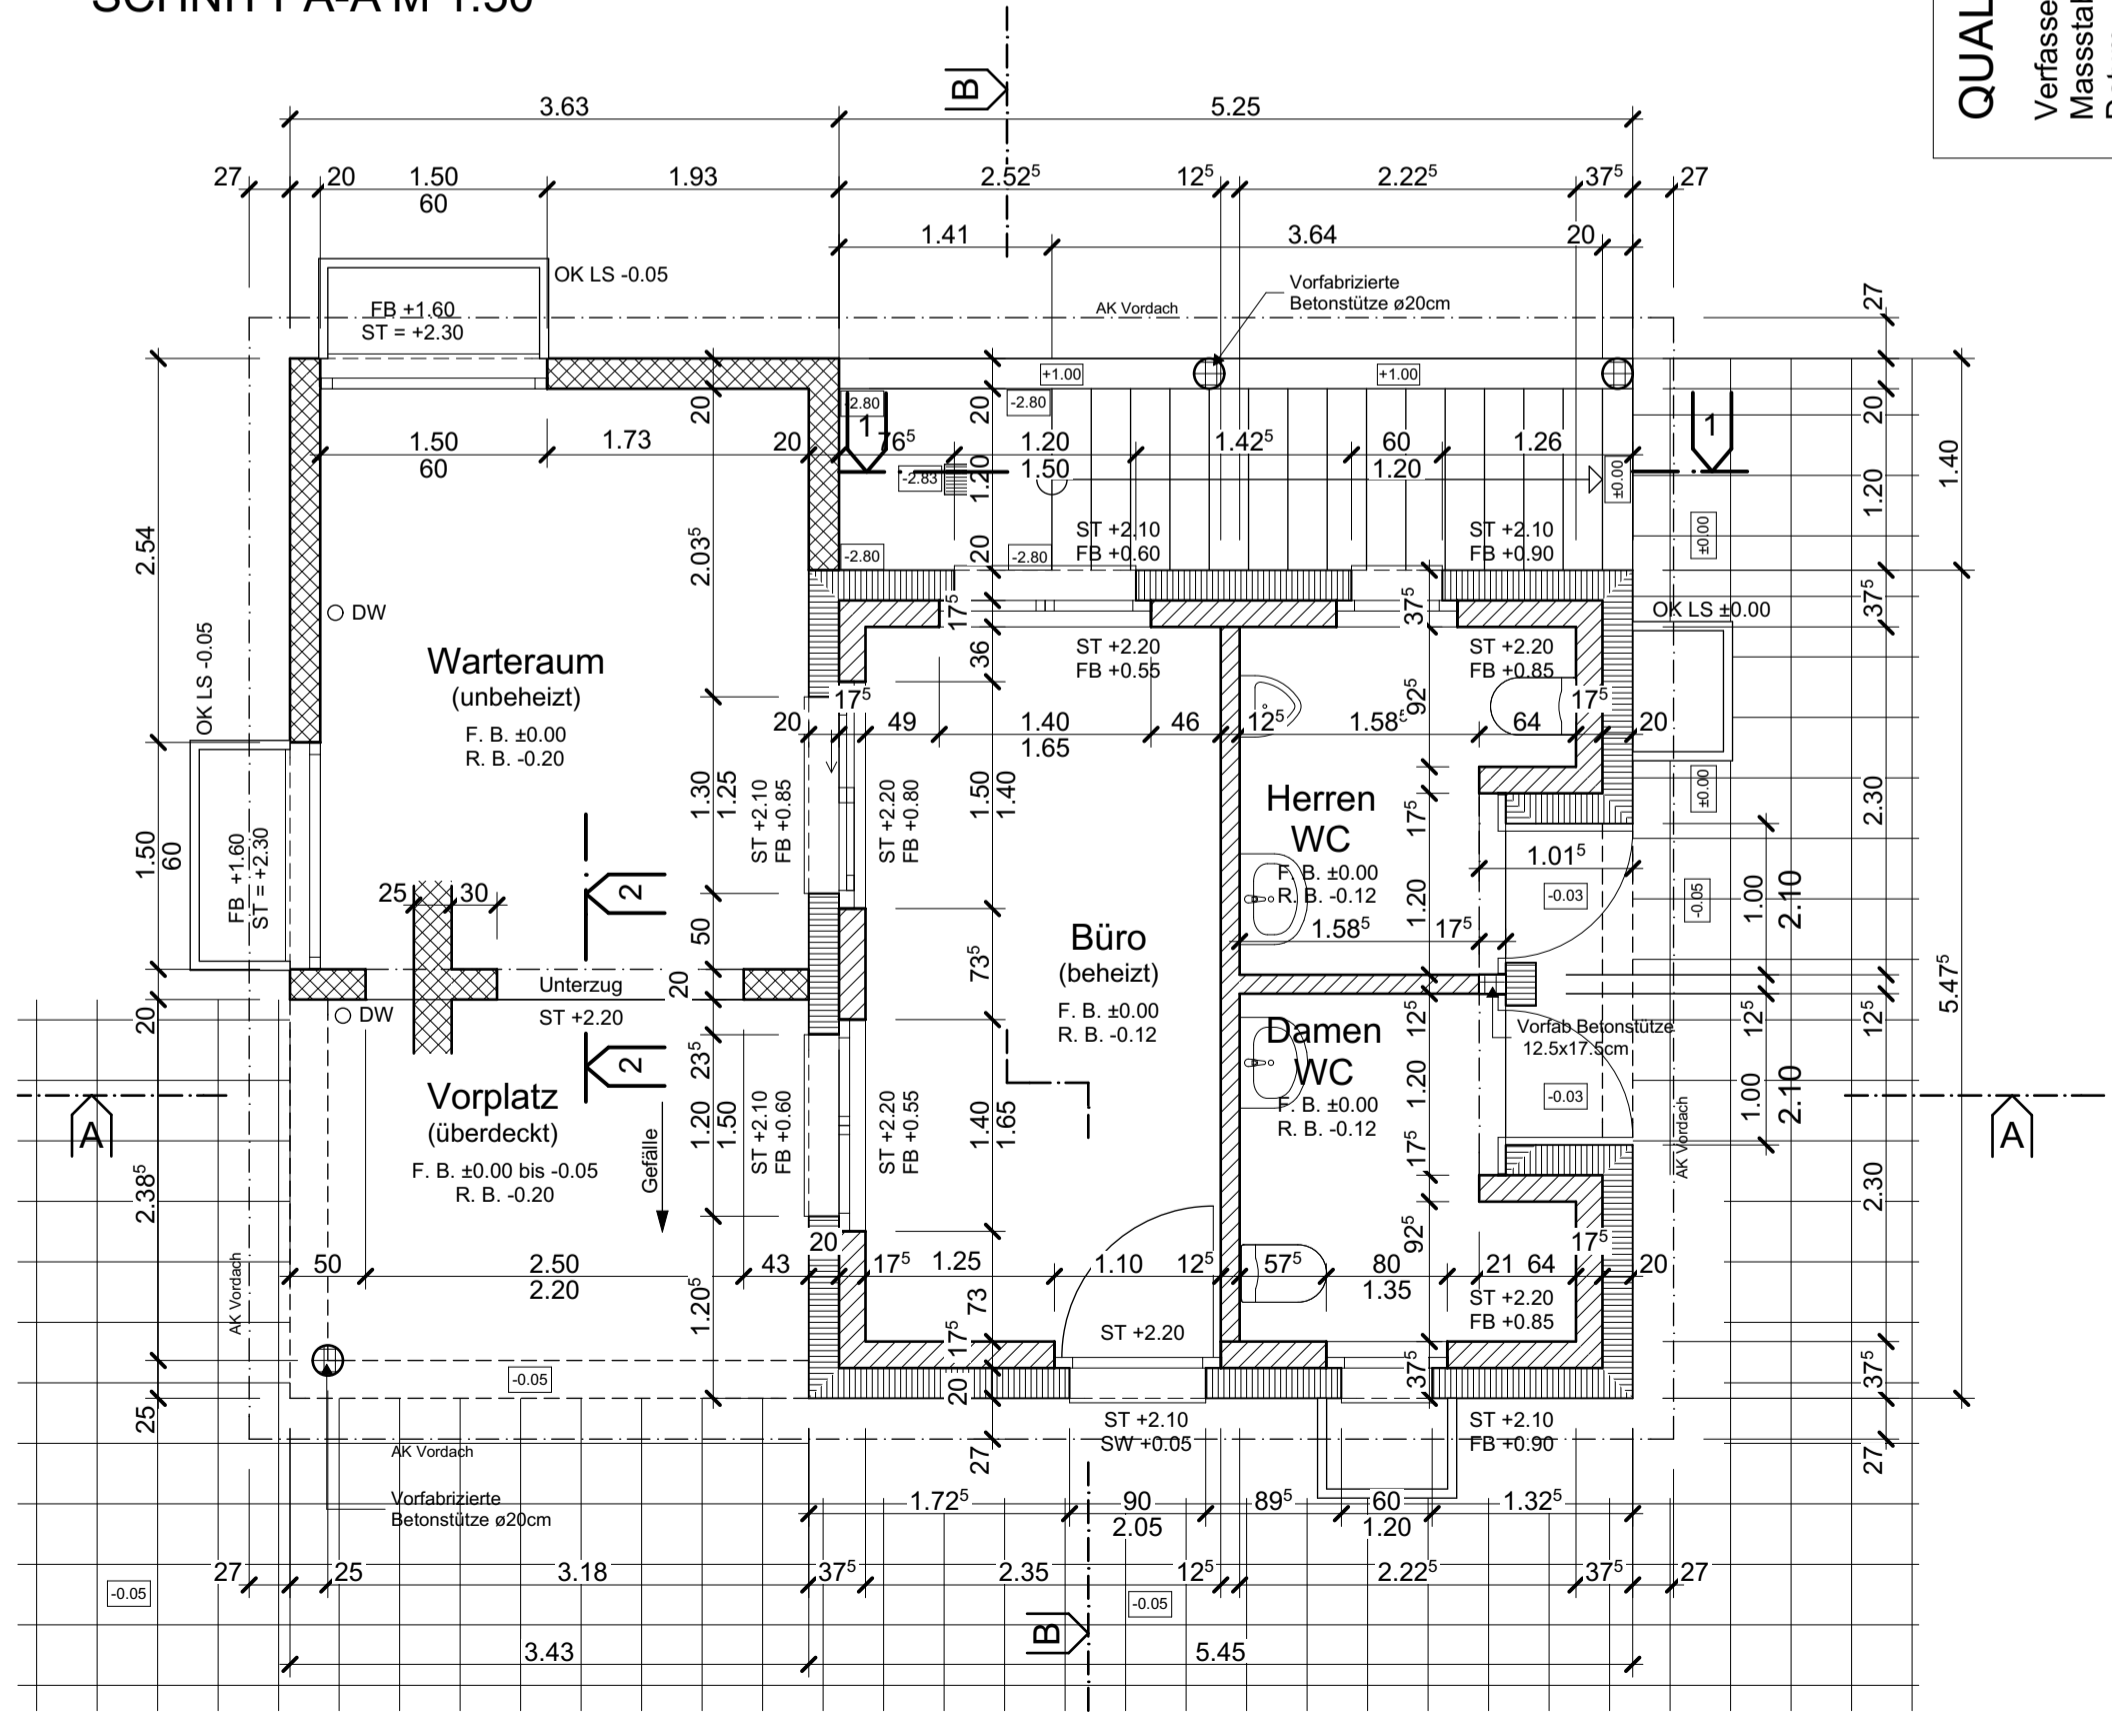 SCHNITT A-A M 1:50
QUAL
Verfasse
Massstal
B
3.63
5.25
27
20
1.50
60
1.93
2.52⁵
12⁵
2.22⁵
37⁵
27
1.41
3.64
20
OK LS -0.05
FB +1.60
ST = +2.30
AK Vordach
Vorfabrizierte
Betonstütze ø20cm
27
+1.00
+1.00
20
-2.80
20
-2.80
20
1
1
1.50
60
1.73
20
76⁵
1.20
1.50
1.42⁵
60
1.20
1.26
1.20
-2.83
±0.00
1.20
1.40
±0.00
2.54
2.03⁵
-2.80
20
-2.80
ST +2.10
FB +0.60
ST +2.10
FB +0.90
DW
17⁵
37⁵
37⁵
OK LS ±0.00
OK LS -0.05
Warteraum
(unbeheizt)
F. B. ±0.00
R. B. -0.20
36
ST +2.20
FB +0.55
ST +2.20
FB +0.85
20
17⁵
49
1.40
1.65
46
12⁵
1.58⁵
92⁵
64
17⁵
20
1.30
1.25
ST +2.10
FB +0.85
ST +2.20
FB +0.80
1.50
1.40
Herren
WC
F. B. ±0.00
R. B. -0.12
17⁵
±0.00
2.30
1.50
60
FB +1.60
ST = +2.30
25
30
2
50
20
1.01⁵
-0.03
1.20
-0.05
1.00
2.10
1.58⁵
17⁵
Büro
(beheizt)
F. B. ±0.00
R. B. -0.12
73⁵
5.47⁵
Unterzug
ST +2.20
20
DW
2
23⁵
12⁵
12⁵
12⁵
Vorfab Betonstütze
12.5x17.5cm
Damen
WC
F. B. ±0.00
R. B. -0.12
Vorplatz
(überdeckt)
F. B. ±0.00 bis -0.05
R. B. -0.20
Gefälle
1.20
1.50
ST +2.10
FB +0.60
ST +2.20
FB +0.55
1.40
1.65
1.20
-0.03
1.00
2.10
A
A
2.38⁵
17⁵
AK Vordach
2.30
92⁵
17⁵
AK Vordach
50
2.50
2.20
43
20
17⁵
1.25
1.10
12⁵
57⁵
80
1.35
21
64
20
1.20⁵
73
ST +2.20
ST +2.20
FB +0.85
17⁵
37⁵
37⁵
-0.05
20
25
27
27
ST +2.10
SW +0.05
ST +2.10
FB +0.90
AK Vordach
Vorfabrizierte
Betonstütze ø20cm
1.72⁵
90
2.05
89⁵
60
1.20
1.32⁵
27
25
3.18
37⁵
2.35
12⁵
2.22⁵
37⁵
27
-0.05
-0.05
B
3.43
5.45